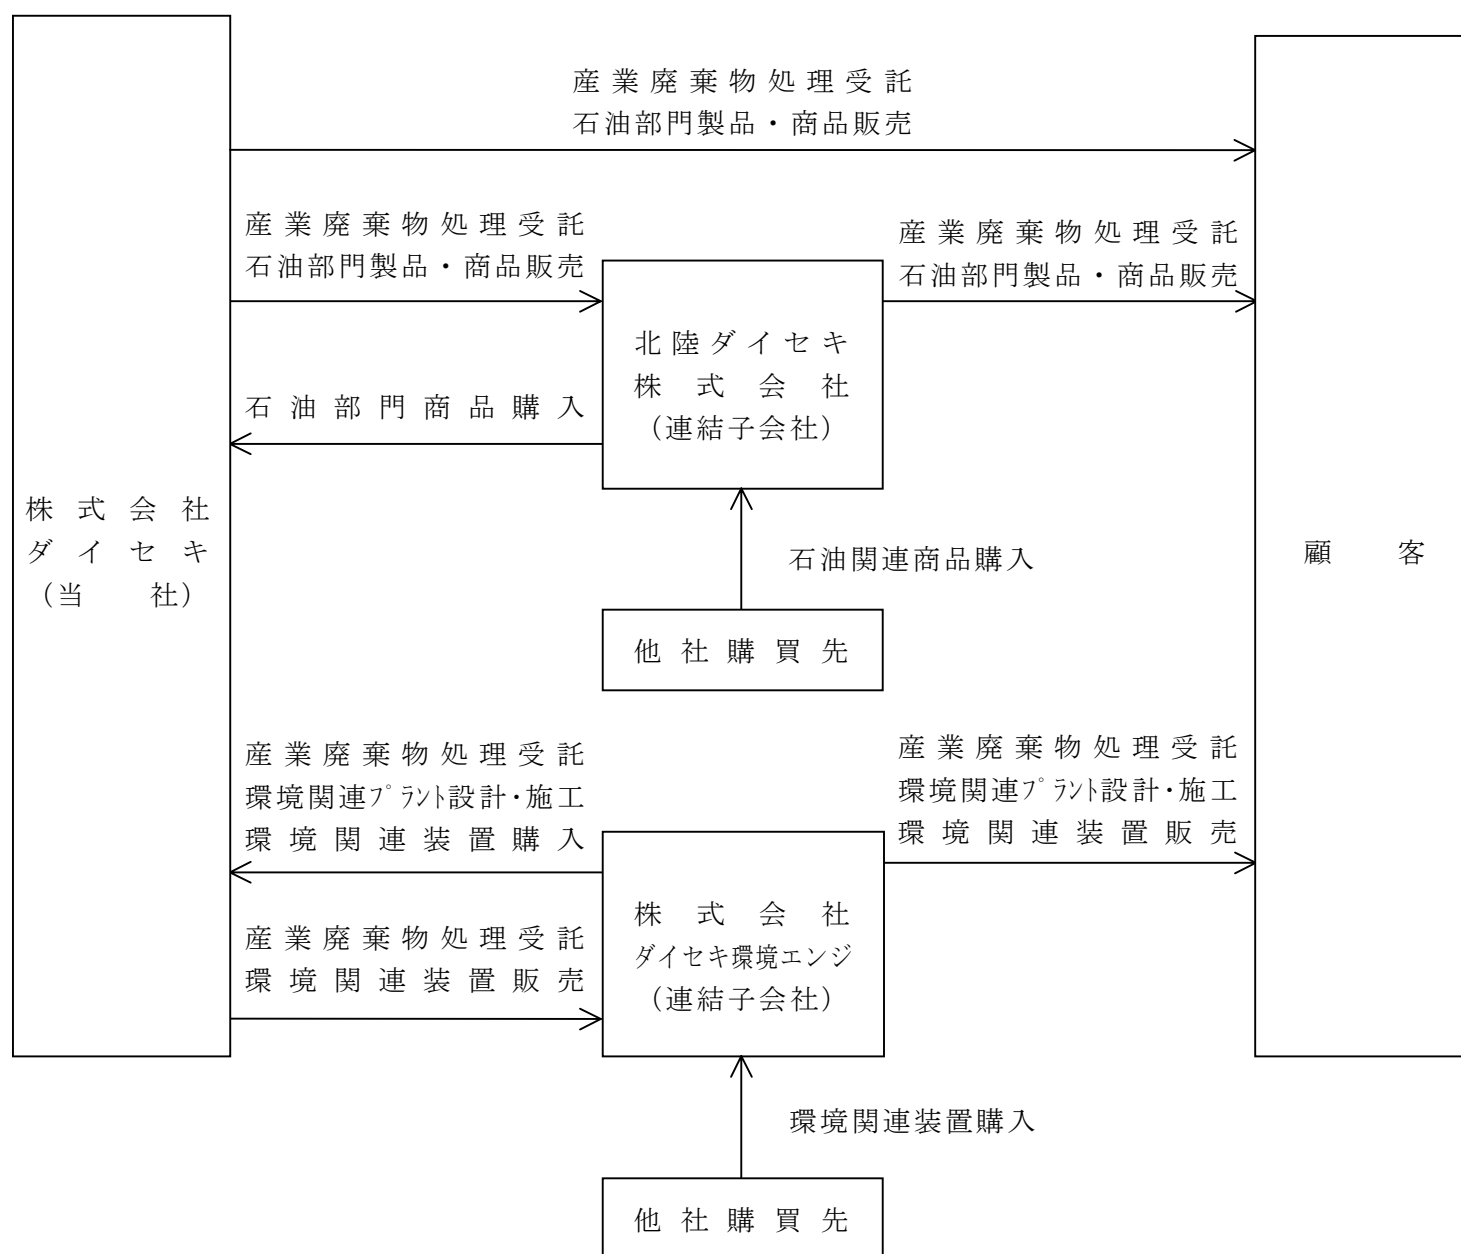 産業廃棄物処理受託
石油部門製品・商品販売
産業廃棄物処理受託
石油部門製品・商品販売
産業廃棄物処理受託
石油部門製品・商品販売
北陸ダイセキ
株式会社
(連結子会社)
石油部門商品購入
株式会社
ダイセキ
(当社)
石油関連商品購入
顧客
他社購買先
産業廃棄物処理受託
環境関連プラント設計・施工
環境関連装置購入
産業廃棄物処理受託
環境関連プラント設計・施工
環境関連装置販売
産業廃棄物処理受託
環境関連装置販売
株式会社
ダイセキ環境エンジ
(連結子会社)
環境関連装置購入
他社購買先